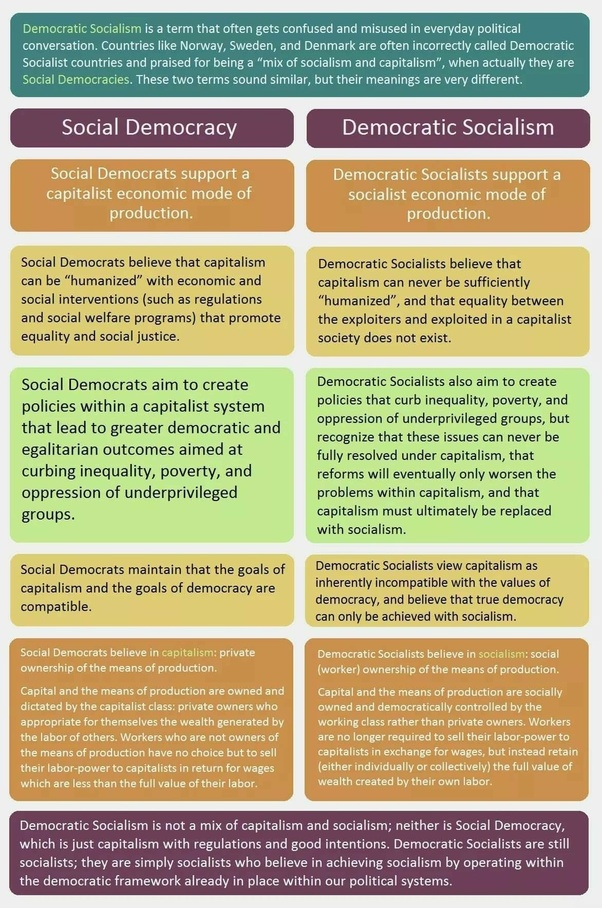 Democratic Socialism is a term that often gets confused and misused in everyday political
conversation. Countries like Norway, Sweden, and Denmark are often incorrectly called Democratic
Socialist countries and praised for being a “mix of socialism and capitalism”, when actually they are
Social Democracies. These two terms sound similar, but their meanings are very different.
Social Democracy
Social Democrats support a
capitalist economic mode of
production.
Social Democrats believe that capitalism
can be “humanized” with economic and
social interventions (such as regulations
and social welfare programs) that promote
equality and social justice.
Social Democrats aim to create
policies within a capitalist system
that lead to greater democratic and
egalitarian outcomes aimed at
curbing inequality, poverty, and
oppression of underprivileged
groups.
Social Democrats maintain that the goals of
capitalism and the goals of democracy are
compatible.
Social Democrats believe in capitalism: private
ownership of the means of production.
Capital and the means of production are owned and
dictated by the capitalist class: private owners who
appropriate for themselves the wealth generated by
the labor of others. Workers who are not owners of
the means of production have no choice but to sell
their labor-power to capitalists in return for wages
which are less than the full value of their labor.
Democratic Socialism
Democratic Socialists support a
socialist economic mode of
production.
Democratic Socialists believe that
capitalism can never be sufficiently
“humanized”, and that equality between
the exploiters and exploited in a capitalist
society does not exist.
Democratic Socialists also aim to create
policies that curb inequality, poverty, and
oppression of underprivileged groups, but
recognize that these issues can never be
fully resolved under capitalism, that
reforms will eventually only worsen the
problems within capitalism, and that
capitalism must ultimately be replaced
with socialism.
Democratic Socialists view capitalism as
inherently incompatible with the values of
democracy, and believe that true democracy
can only be achieved with socialism.
Democratic Socialists believe in socialism: social
(worker) ownership of the means of production.
Capital and the means of production are socially
owned and democratically controlled by the
working class rather than private owners. Workers
are no longer required to sell their labor-power to
capitalists in exchange for wages, but instead retain
(either individually or collectively) the full value of
wealth created by their own labor.
Democratic Socialism is not a mix of capitalism and socialism; neither is Social Democracy,
which is just capitalism with regulations and good intentions. Democratic Socialists are still
socialists; they are simply socialists who believe in achieving socialism by operating within
the democratic framework already in place within our political systems.